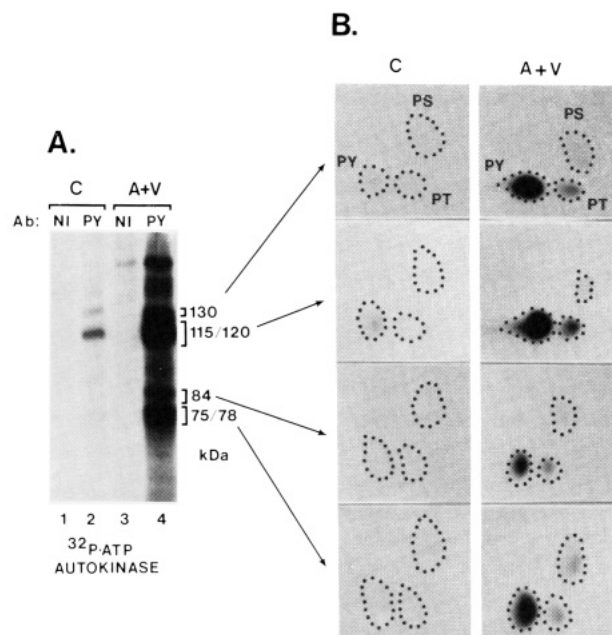 B.
C A+V
A.
C A+V
Ab: NI PY NI PY
130
115/120
84
75/78
kDa
1 2 3 4
32P·ATP
AUTOKINASE
PS
PY
PT
PS
PY
PT